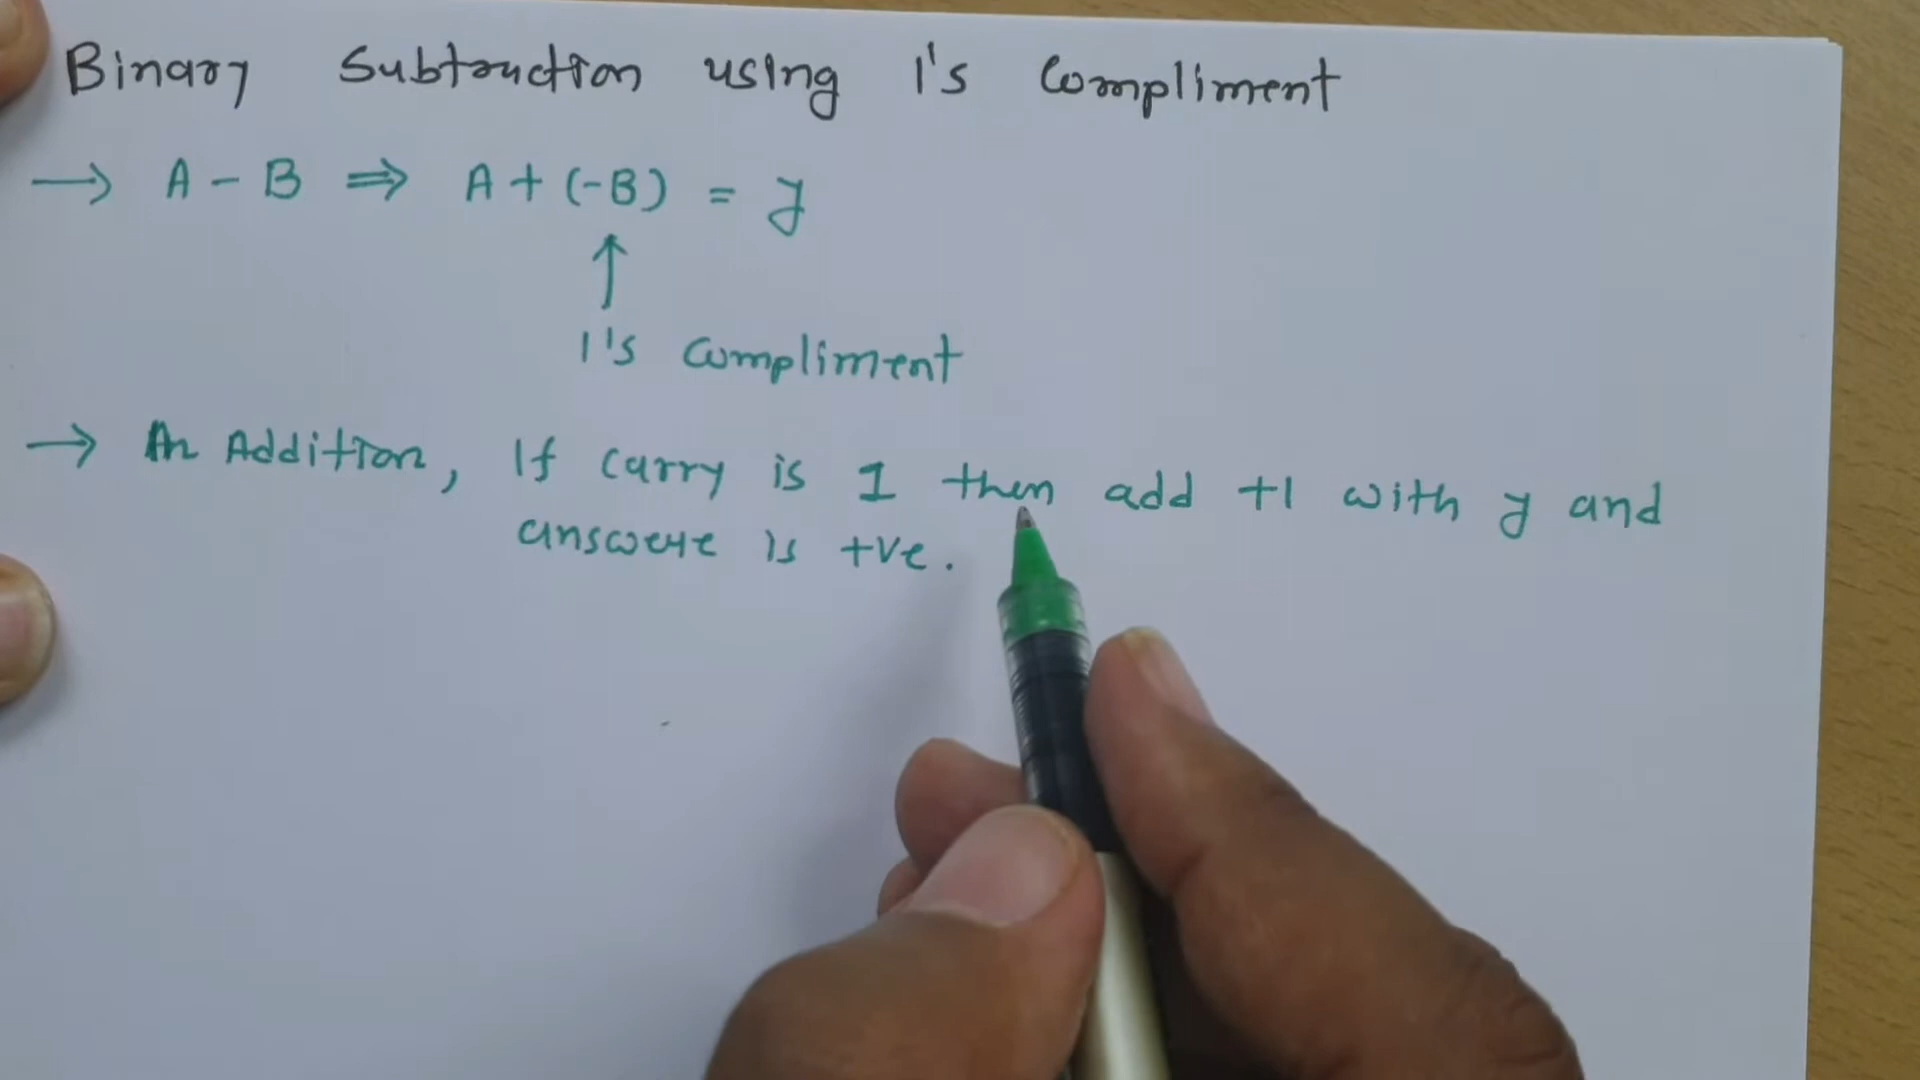 Binary Subtraction using 1's Compliment
→ A - B ⇒ A + (-B) = y
↑
1's compliment
→ In Addition, If carry is 1 then add +1 with y and
answere is +ve.